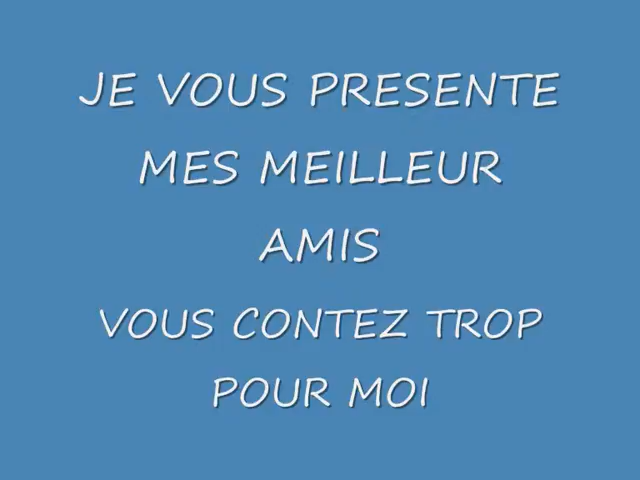 JE VOUS PRESENTE
MES MEILLEUR
AMIS
VOUS CONTEZ TROP
POUR MOI